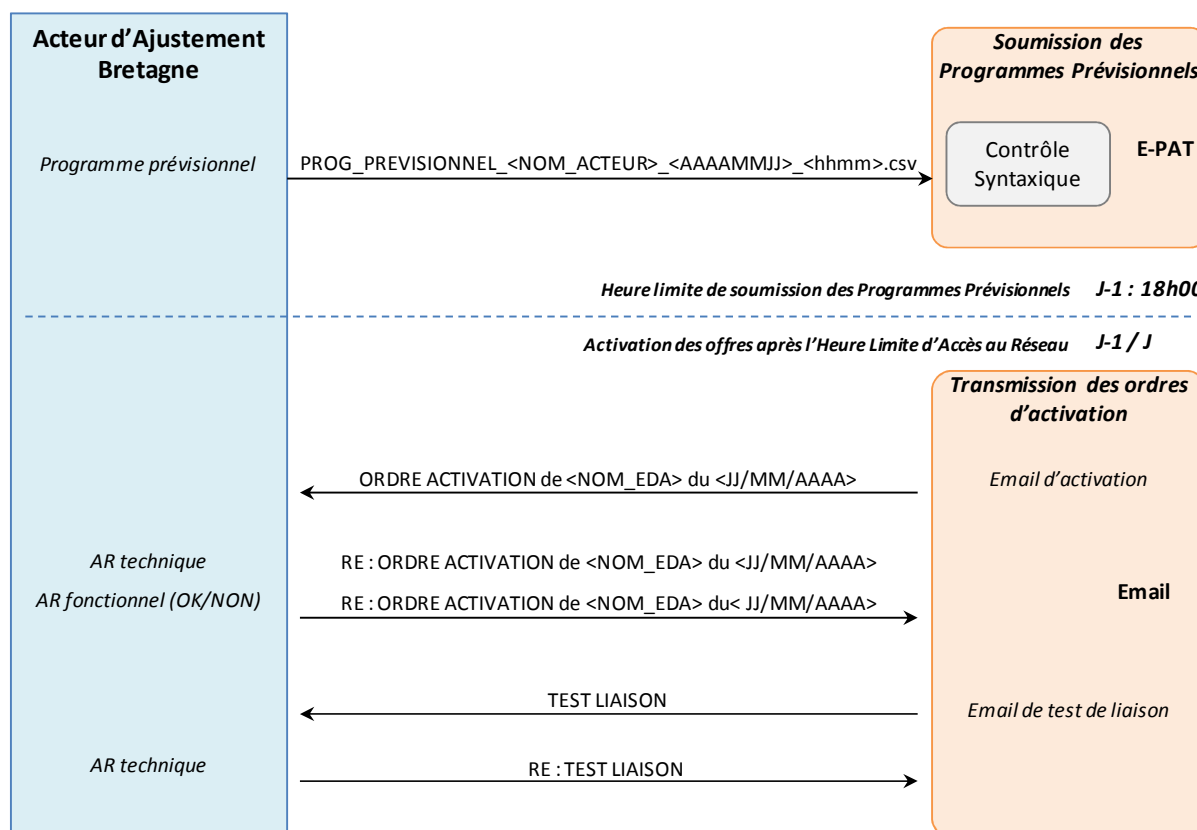 Acteur d’Ajustement
Bretagne
Soumission des
Programmes Prévisionnels
Programme prévisionnel
PROG_PREVISIONNEL_<NOM_ACTEUR>_<AAAAMMJJ>_<hhmm>.csv
Contrôle
Syntaxique
E-PAT
Heure limite de soumission des Programmes Prévisionnels J-1 : 18h00
Activation des offres après l’Heure Limite d’Accès au Réseau J-1 / J
Transmission des ordres
d’activation
ORDRE ACTIVATION de <NOM_EDA> du <JJ/MM/AAAA>
Email d’activation
AR technique
RE : ORDRE ACTIVATION de <NOM_EDA> du <JJ/MM/AAAA>
AR fonctionnel (OK/NON)
RE : ORDRE ACTIVATION de <NOM_EDA> du< JJ/MM/AAAA>
Email
TEST LIAISON
Email de test de liaison
AR technique
RE : TEST LIAISON